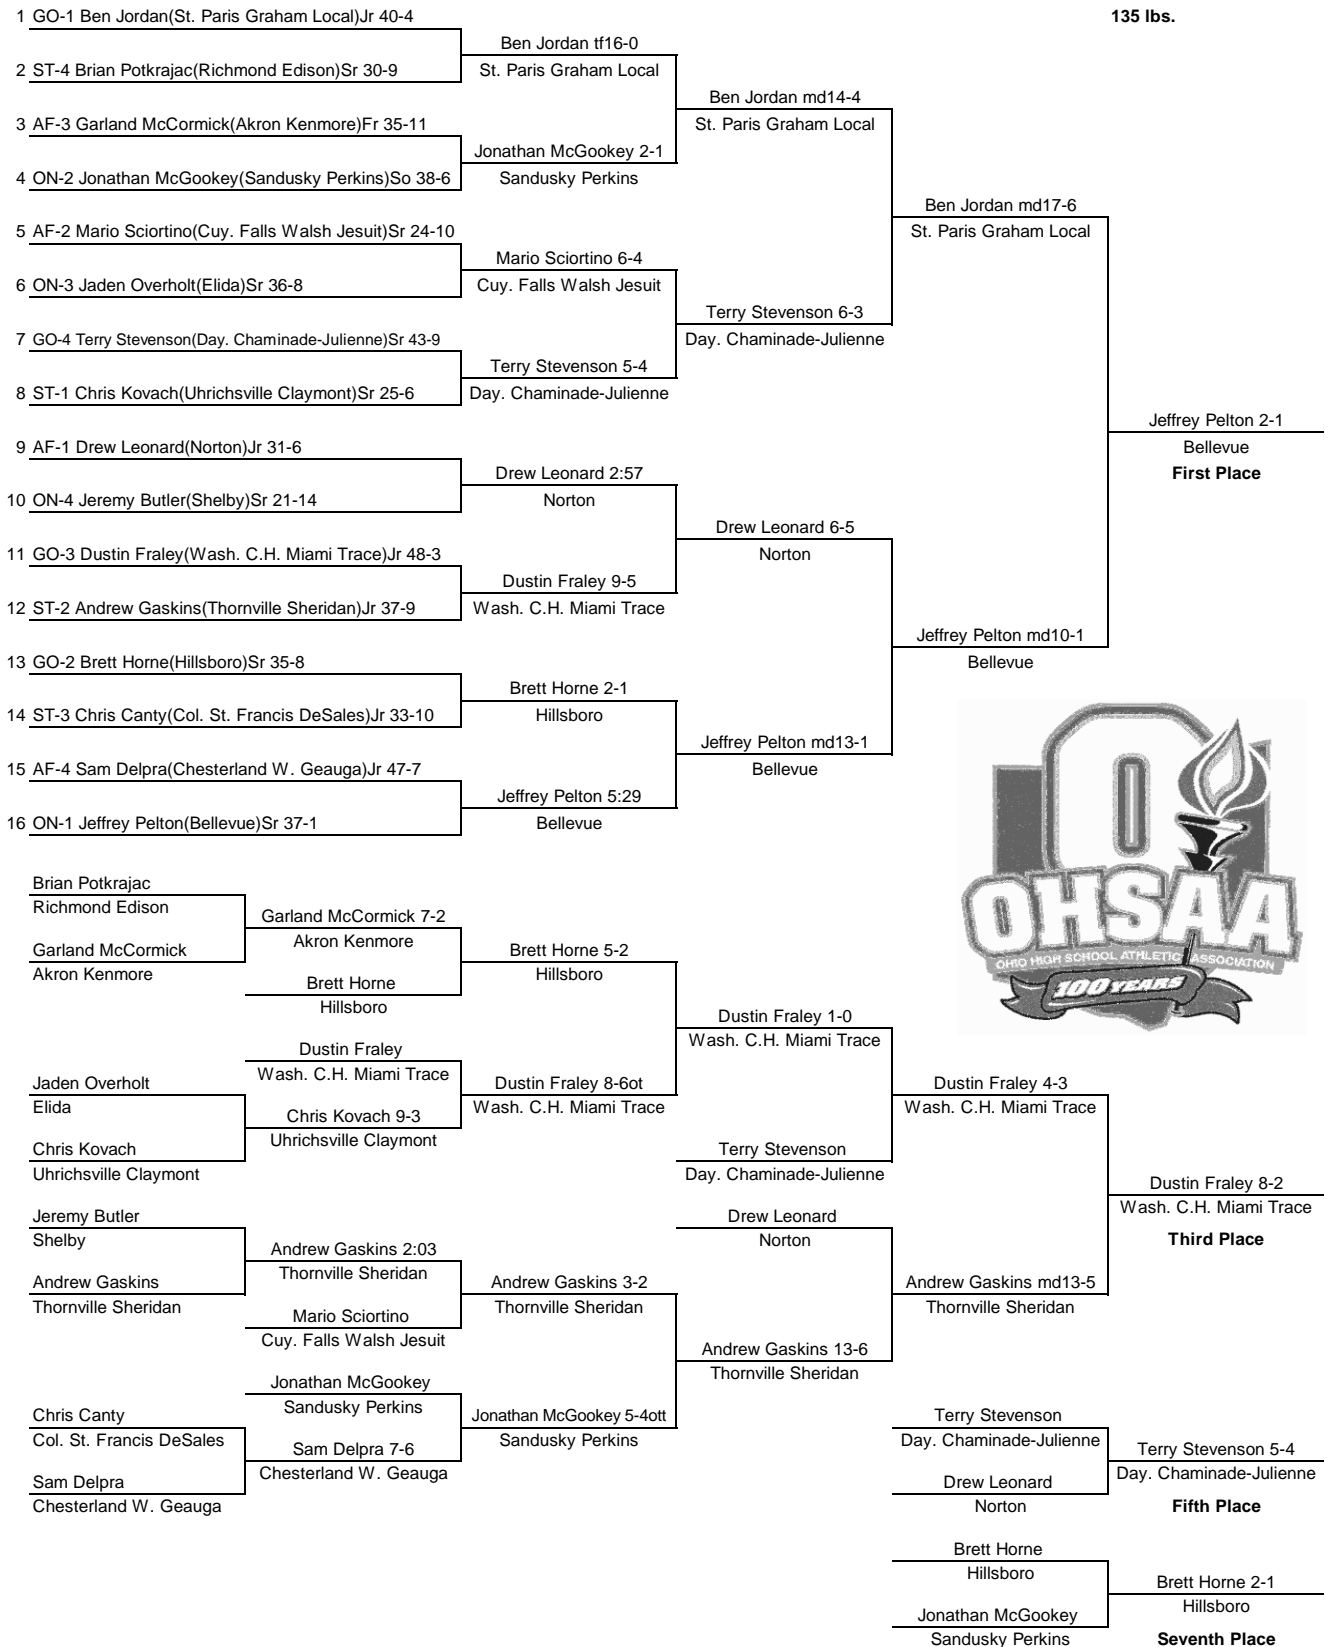 1 GO-1 Ben Jordan(St. Paris Graham Local)Jr 40-4
135 lbs.
Ben Jordan tf16-0
2 ST-4 Brian Potkrajac(Richmond Edison)Sr 30-9
St. Paris Graham Local
Ben Jordan md14-4
3 AF-3 Garland McCormick(Akron Kenmore)Fr 35-11
St. Paris Graham Local
Jonathan McGookey 2-1
4 ON-2 Jonathan McGookey(Sandusky Perkins)So 38-6
Sandusky Perkins
Ben Jordan md17-6
5 AF-2 Mario Sciortino(Cuy. Falls Walsh Jesuit)Sr 24-10
St. Paris Graham Local
Mario Sciortino 6-4
6 ON-3 Jaden Overholt(Elida)Sr 36-8
Cuy. Falls Walsh Jesuit
Terry Stevenson 6-3
7 GO-4 Terry Stevenson(Day. Chaminade-Julienne)Sr 43-9
Day. Chaminade-Julienne
Terry Stevenson 5-4
8 ST-1 Chris Kovach(Uhrichsville Claymont)Sr 25-6
Day. Chaminade-Julienne
Jeffrey Pelton 2-1
9 AF-1 Drew Leonard(Norton)Jr 31-6
Bellevue
Drew Leonard 2:57
First Place
10 ON-4 Jeremy Butler(Shelby)Sr 21-14
Norton
Drew Leonard 6-5
11 GO-3 Dustin Fraley(Wash. C.H. Miami Trace)Jr 48-3
Norton
Dustin Fraley 9-5
12 ST-2 Andrew Gaskins(Thornville Sheridan)Jr 37-9
Wash. C.H. Miami Trace
Jeffrey Pelton md10-1
13 GO-2 Brett Horne(Hillsboro)Sr 35-8
Bellevue
Brett Horne 2-1
14 ST-3 Chris Canty(Col. St. Francis DeSales)Jr 33-10
Hillsboro
Jeffrey Pelton md13-1
15 AF-4 Sam Delpra(Chesterland W. Geauga)Jr 47-7
Bellevue
Jeffrey Pelton 5:29
16 ON-1 Jeffrey Pelton(Bellevue)Sr 37-1
Bellevue
O
OHSAA
OHIO HIGH SCHOOL ATHLETIC ASSOCIATION
100 YEARS
Brian Potkrajac
Richmond Edison
Garland McCormick 7-2
Akron Kenmore
Garland McCormick
Akron Kenmore
Brett Horne 5-2
Hillsboro
Brett Horne
Hillsboro
Dustin Fraley 1-0
Wash. C.H. Miami Trace
Dustin Fraley
Wash. C.H. Miami Trace
Jaden Overholt
Elida
Dustin Fraley 8-6ot
Wash. C.H. Miami Trace
Dustin Fraley 4-3
Wash. C.H. Miami Trace
Chris Kovach 9-3
Uhrichsville Claymont
Chris Kovach
Uhrichsville Claymont
Terry Stevenson
Day. Chaminade-Julienne
Dustin Fraley 8-2
Wash. C.H. Miami Trace
Third Place
Jeremy Butler
Shelby
Drew Leonard
Norton
Andrew Gaskins 2:03
Thornville Sheridan
Andrew Gaskins
Thornville Sheridan
Andrew Gaskins 3-2
Thornville Sheridan
Andrew Gaskins md13-5
Thornville Sheridan
Mario Sciortino
Cuy. Falls Walsh Jesuit
Andrew Gaskins 13-6
Thornville Sheridan
Jonathan McGookey
Sandusky Perkins
Chris Canty
Col. St. Francis DeSales
Jonathan McGookey 5-4ott
Sandusky Perkins
Terry Stevenson
Day. Chaminade-Julienne
Sam Delpra 7-6
Chesterland W. Geauga
Terry Stevenson 5-4
Day. Chaminade-Julienne
Sam Delpra
Chesterland W. Geauga
Drew Leonard
Norton
Fifth Place
Brett Horne
Hillsboro
Brett Horne 2-1
Hillsboro
Jonathan McGookey
Sandusky Perkins
Seventh Place